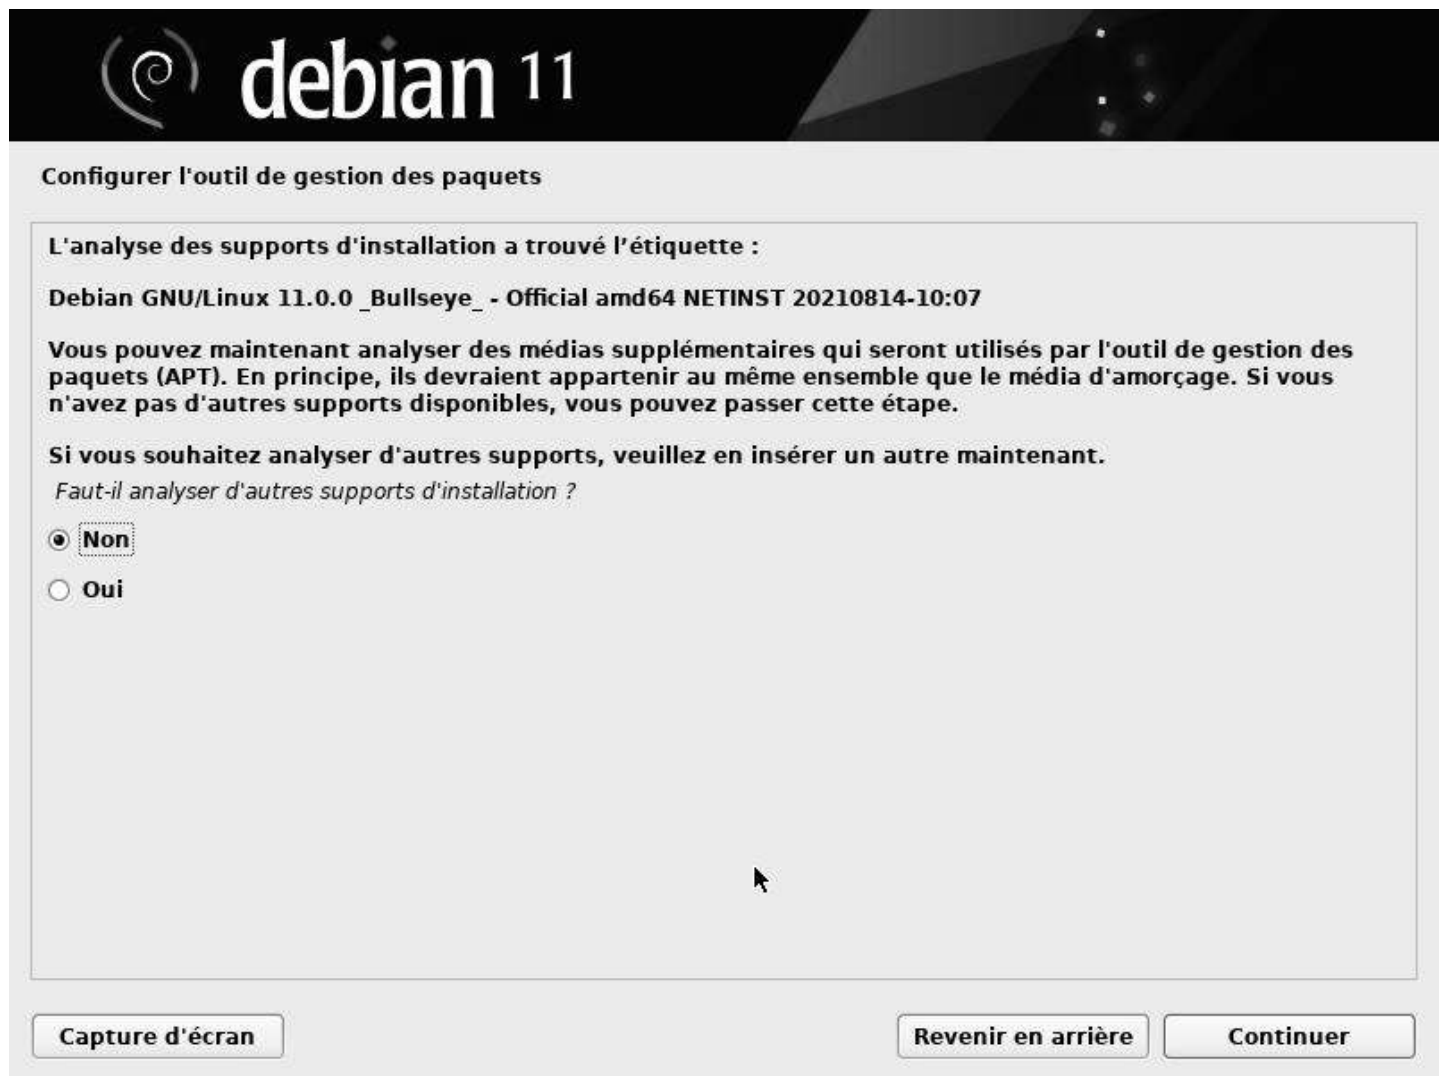 debian 11
Configurer l'outil de gestion des paquets
L'analyse des supports d'installation a trouvé l’étiquette :
Debian GNU/Linux 11.0.0 _Bullseye_ - Official amd64 NETINST 20210814-10:07
Vous pouvez maintenant analyser des médias supplémentaires qui seront utilisés par l'outil de gestion des
paquets (APT). En principe, ils devraient appartenir au même ensemble que le média d'amorçage. Si vous
n'avez pas d'autres supports disponibles, vous pouvez passer cette étape.
Si vous souhaitez analyser d'autres supports, veuillez en insérer un autre maintenant.
Faut-il analyser d'autres supports d'installation ?
Non
Oui
Capture d'écran
Revenir en arrière
Continuer